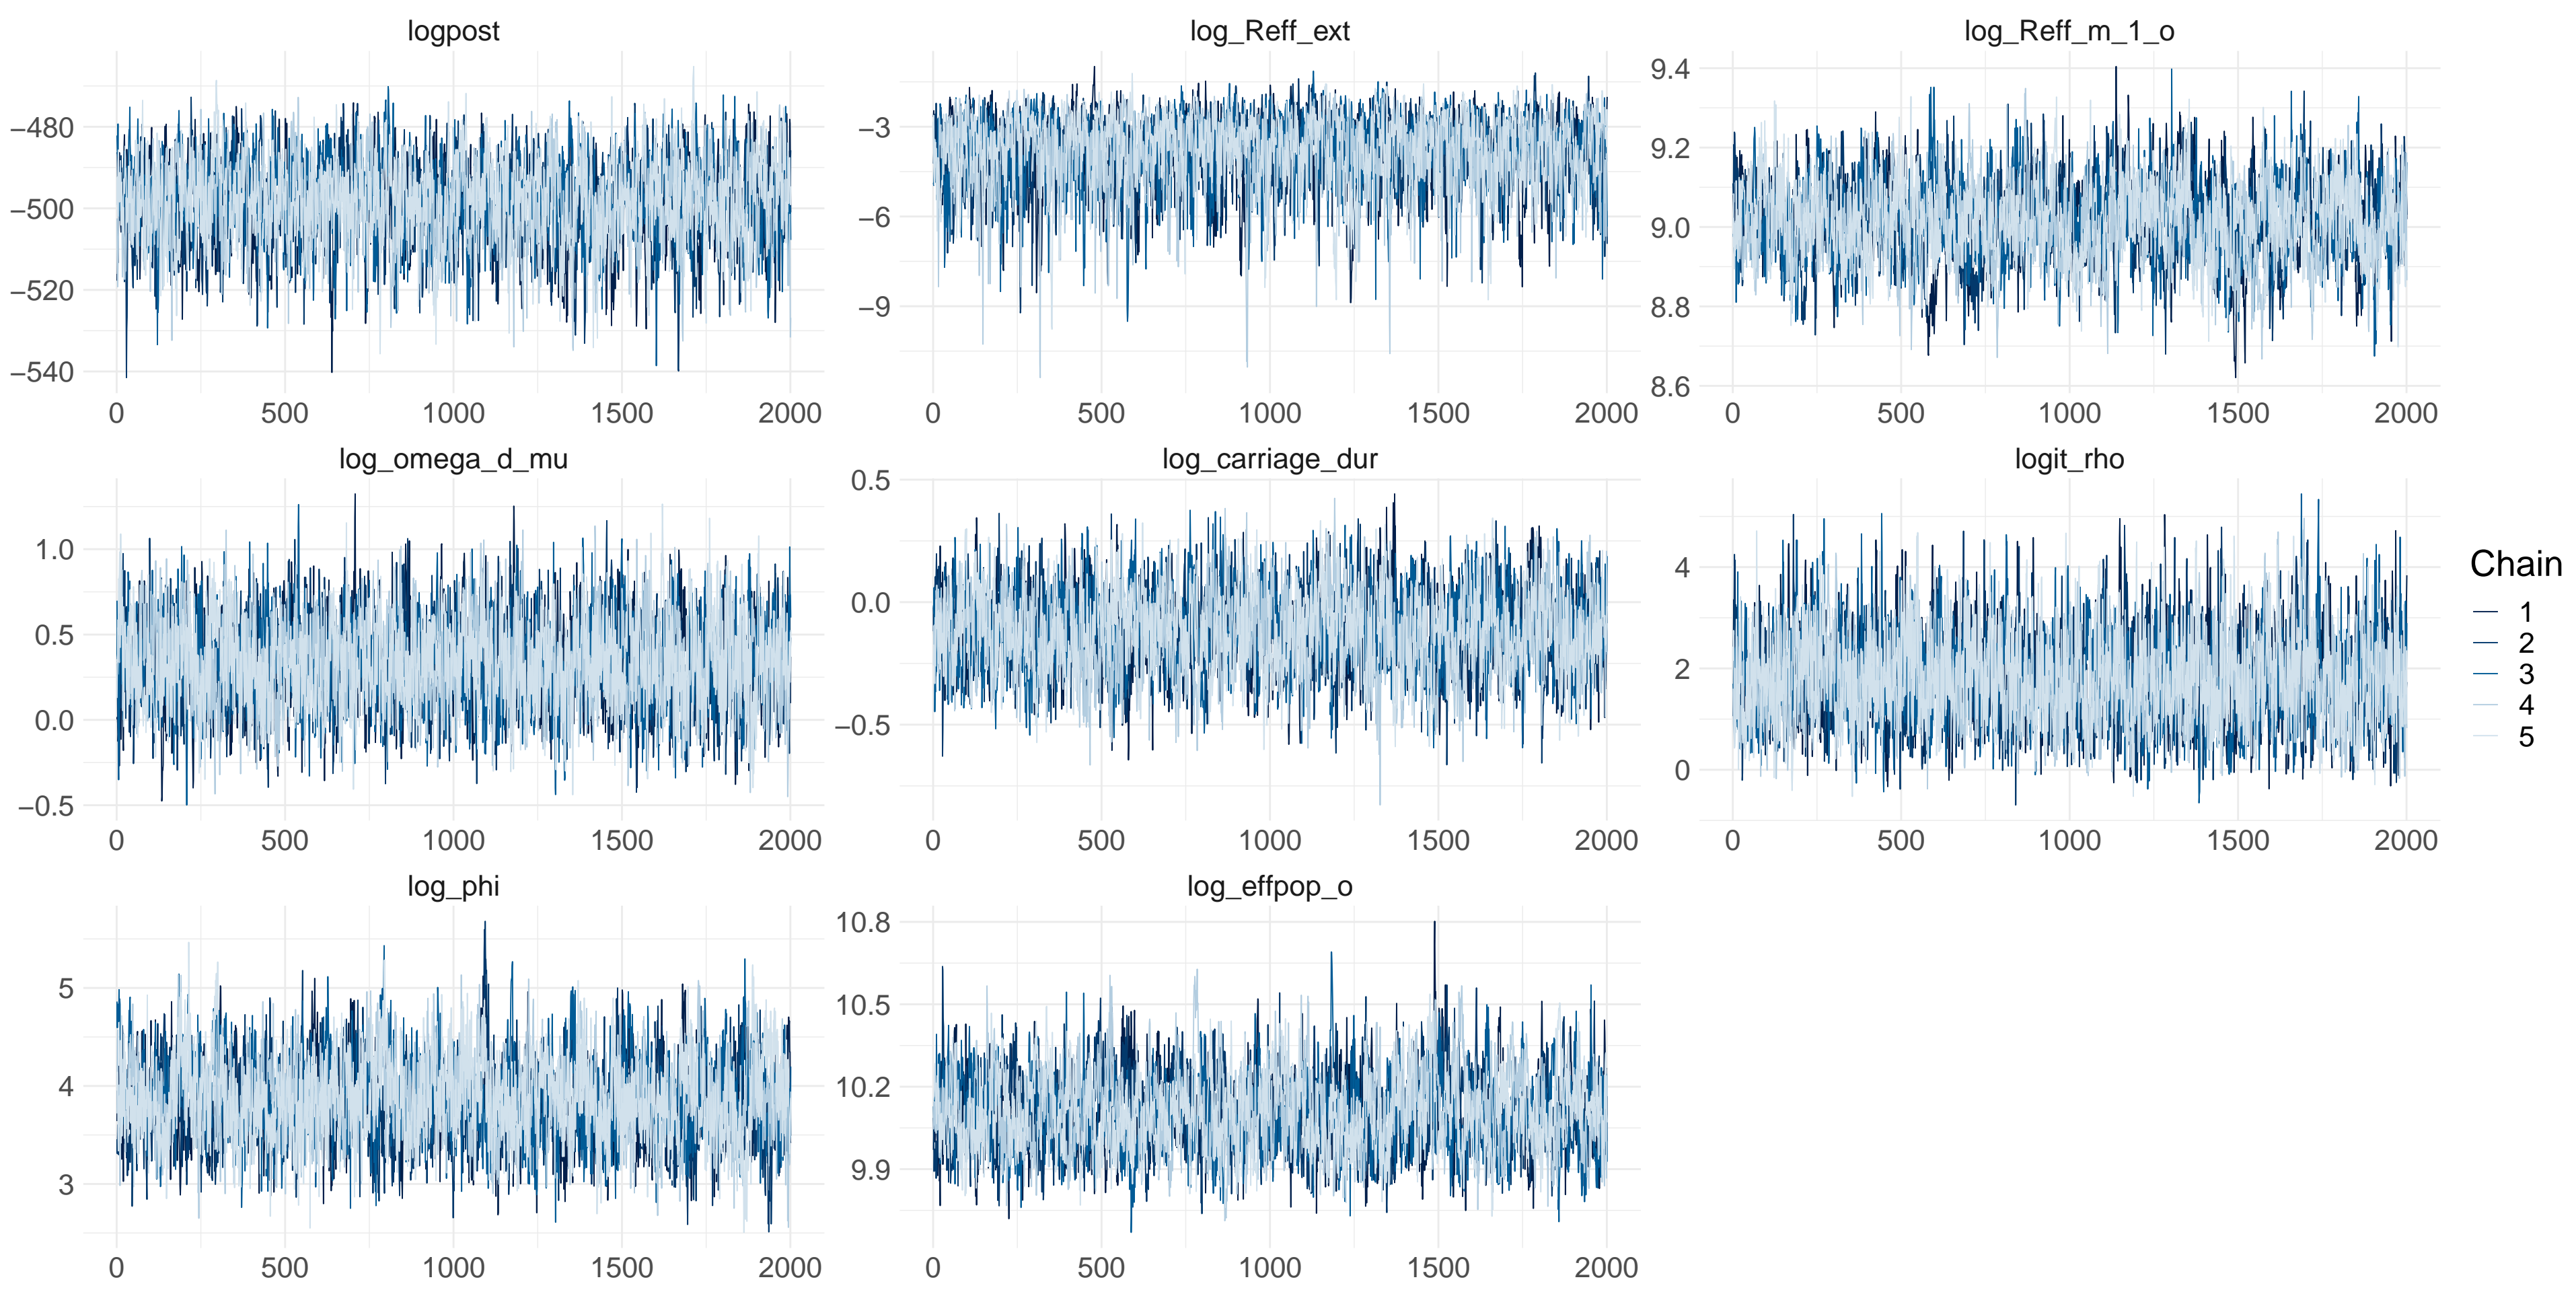 logpost
log_Reff_ext
log_Reff_m_1_o
−480
−500
−520
−540
0 500 1000 1500 2000
−3
−6
−9
0 500 1000 1500 2000
9.4
9.2
9.0
8.8
8.6
0 500 1000 1500 2000
log_omega_d_mu
log_carriage_dur
logit_rho
1.0
0.5
0.0
−0.5
0 500 1000 1500 2000
0.5
0.0
−0.5
0 500 1000 1500 2000
4
2
0
0 500 1000 1500 2000
Chain
1
2
3
4
5
log_phi
log_effpop_o
5
4
3
0 500 1000 1500 2000
10.8
10.5
10.2
9.9
0 500 1000 1500 2000